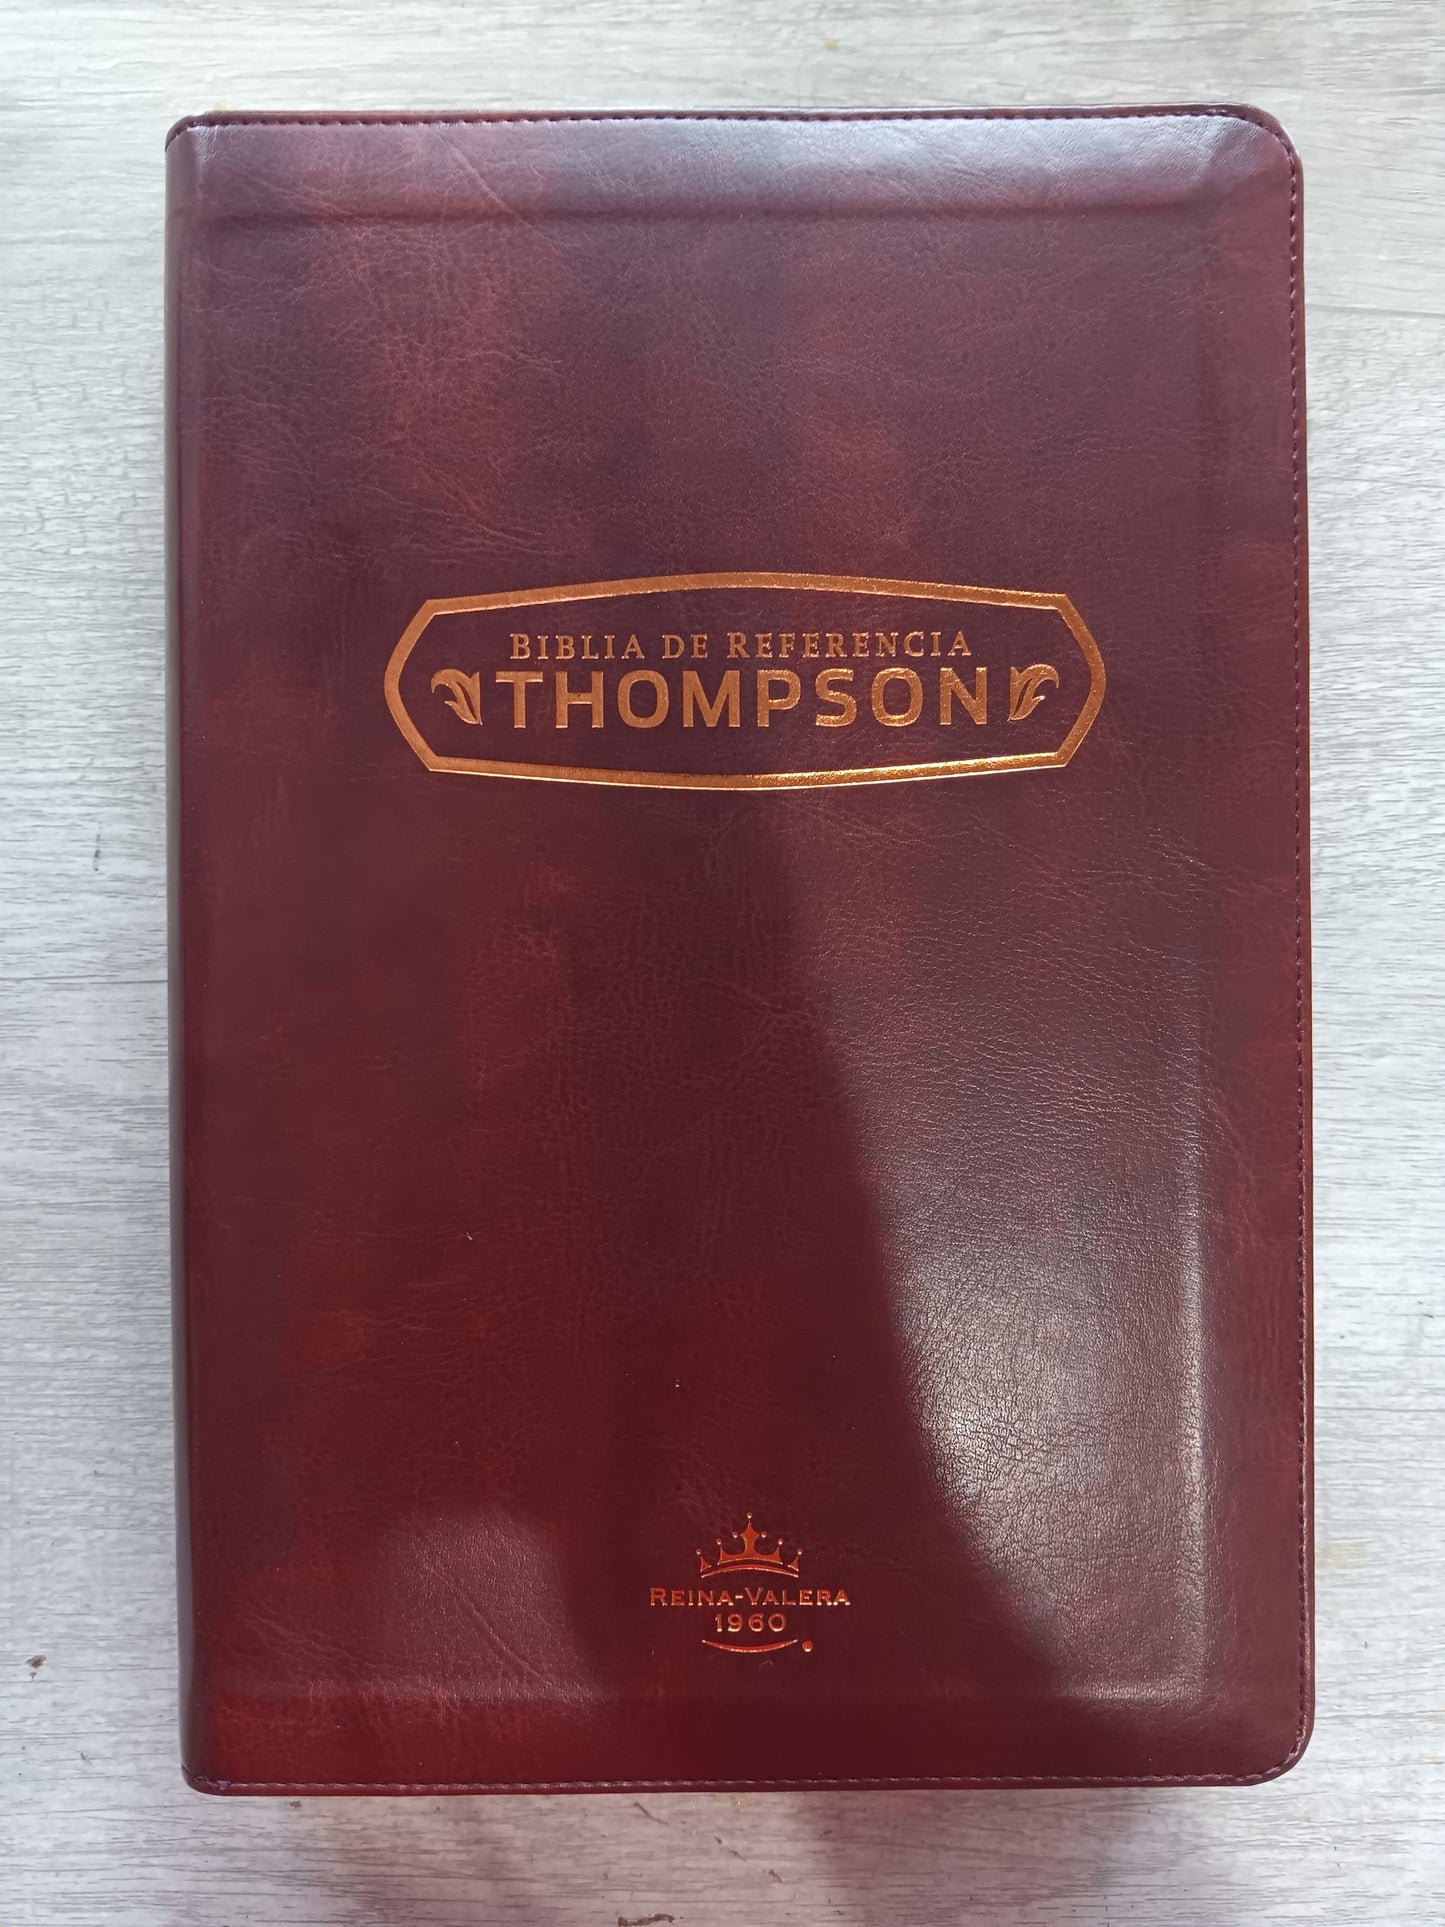 BIBLIA DE REFERENCIA
THOMPSON
REINA-VALERA
1960